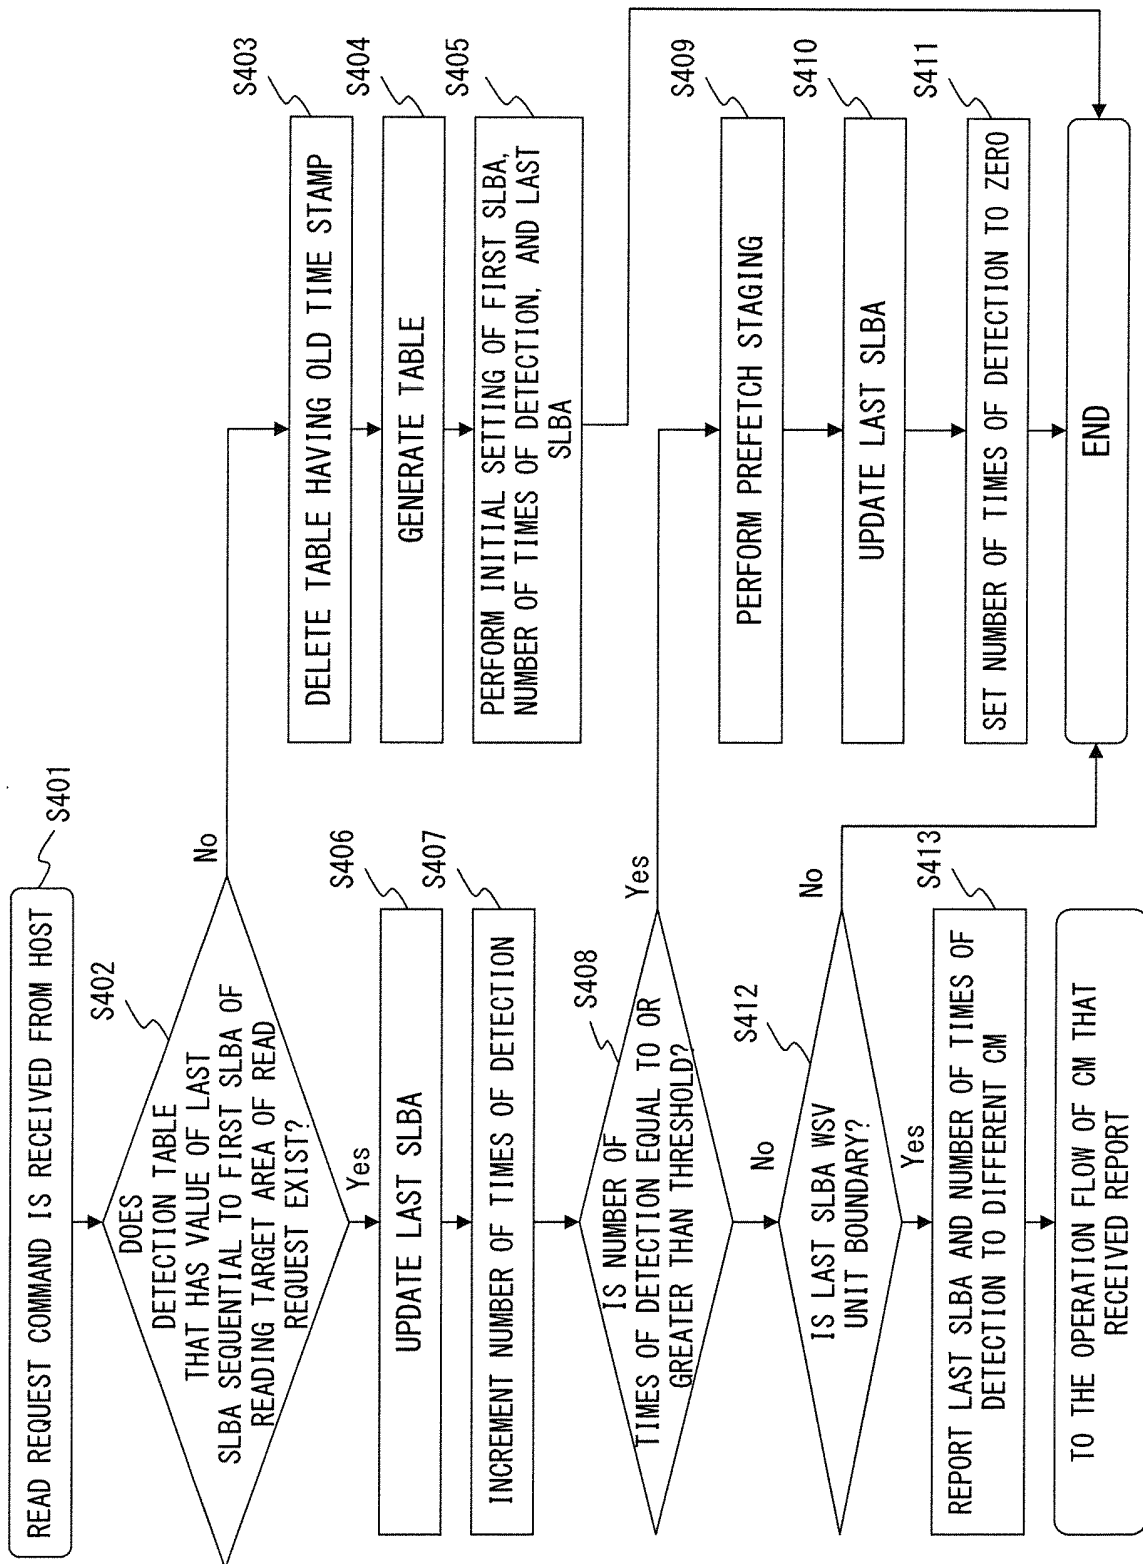 READ REQUEST COMMAND IS RECEIVED FROM HOST
S401
S402
DOES
DETECTION TABLE
THAT HAS VALUE OF LAST
SLBA SEQUENTIAL TO FIRST SLBA OF
READING TARGET AREA OF READ
REQUEST EXIST?
No
Yes
S403
DELETE TABLE HAVING OLD TIME STAMP
S404
GENERATE TABLE
S405
PERFORM INITIAL SETTING OF FIRST SLBA,
NUMBER OF TIMES OF DETECTION, AND LAST
SLBA
S406
UPDATE LAST SLBA
S407
INCREMENT NUMBER OF TIMES OF DETECTION
S408
IS NUMBER OF
TIMES OF DETECTION EQUAL TO OR
GREATER THAN THRESHOLD?
Yes
No
S409
PERFORM PREFETCH STAGING
S410
UPDATE LAST SLBA
S411
SET NUMBER OF TIMES OF DETECTION TO ZERO
S412
IS LAST SLBA WSV
UNIT BOUNDARY?
No
Yes
END
S413
REPORT LAST SLBA AND NUMBER OF TIMES OF
DETECTION TO DIFFERENT CM
TO THE OPERATION FLOW OF CM THAT
RECEIVED REPORT